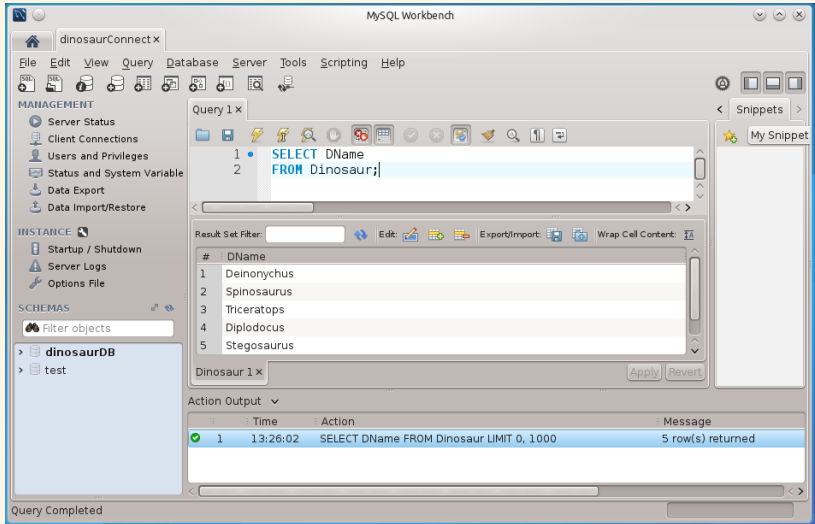 MySQL Workbench
dinosaurConnect ×
File Edit View Query Database Server Tools Scripting Help
MANAGEMENT
Server Status
Client Connections
Users and Privileges
Status and System Variable
Data Export
Data Import/Restore
INSTANCE
Startup / Shutdown
Server Logs
Options File
SCHEMAS
Filter objects
dinosaurDB
test
Query 1 ×
1 SELECT DName
2 FROM Dinosaur;
Result Set Filter: Edit: Export/Import: Wrap Cell Content:
# DName
1 Deinonychus
2 Spinosaurus
3 Triceratops
4 Diplodocus
5 Stegosaurus
Dinosaur 1 × Apply Revert
Snippets
My Snippet
Action Output
Time Action Message
1 13:26:02 SELECT DName FROM Dinosaur LIMIT 0, 1000 5 row(s) returned
Query Completed